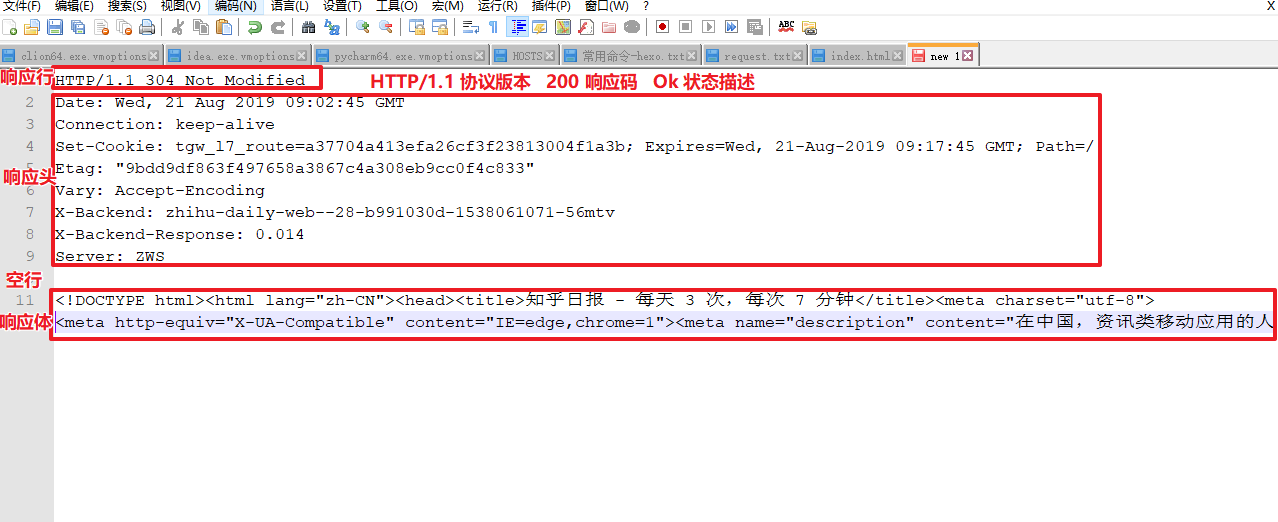 文件(F) 编辑(E) 搜索(S) 视图(V) 编码(N) 语言(L) 设置(T) 工具(O) 宏(M) 运行(R) 插件(P) 窗口(W) ? X
ABC
clion64.exe.vmoptions idea.exe.vmoptions pycharm64.exe.vmoptions HOSTS 常用命令-hexo.txt request.txt index.html new 1
响应行 HTTP/1.1 304 Not Modified HTTP/1.1 协议版本 200 响应码 Ok 状态描述
2 Date: Wed, 21 Aug 2019 09:02:45 GMT
3 Connection: keep-alive
4 Set-Cookie: tgw_l7_route=a37704a413efa26cf3f23813004f1a3b; Expires=Wed, 21-Aug-2019 09:17:45 GMT; Path=/
5 Etag: "9bdd9df863f497658a3867c4a308eb9cc0f4c833"
响应头
6 Vary: Accept-Encoding
7 X-Backend: zhihu-daily-web--28-b991030d-1538061071-56mtv
8 X-Backend-Response: 0.014
9 Server: ZWS
空行
11 <!DOCTYPE html><html lang="zh-CN"><head><title>知乎日报 - 每天 3 次，每次 7 分钟</title><meta charset="utf-8">
响应体 <meta http-equiv="X-UA-Compatible" content="IE=edge,chrome=1"><meta name="description" content="在中国，资讯类移动应用的人